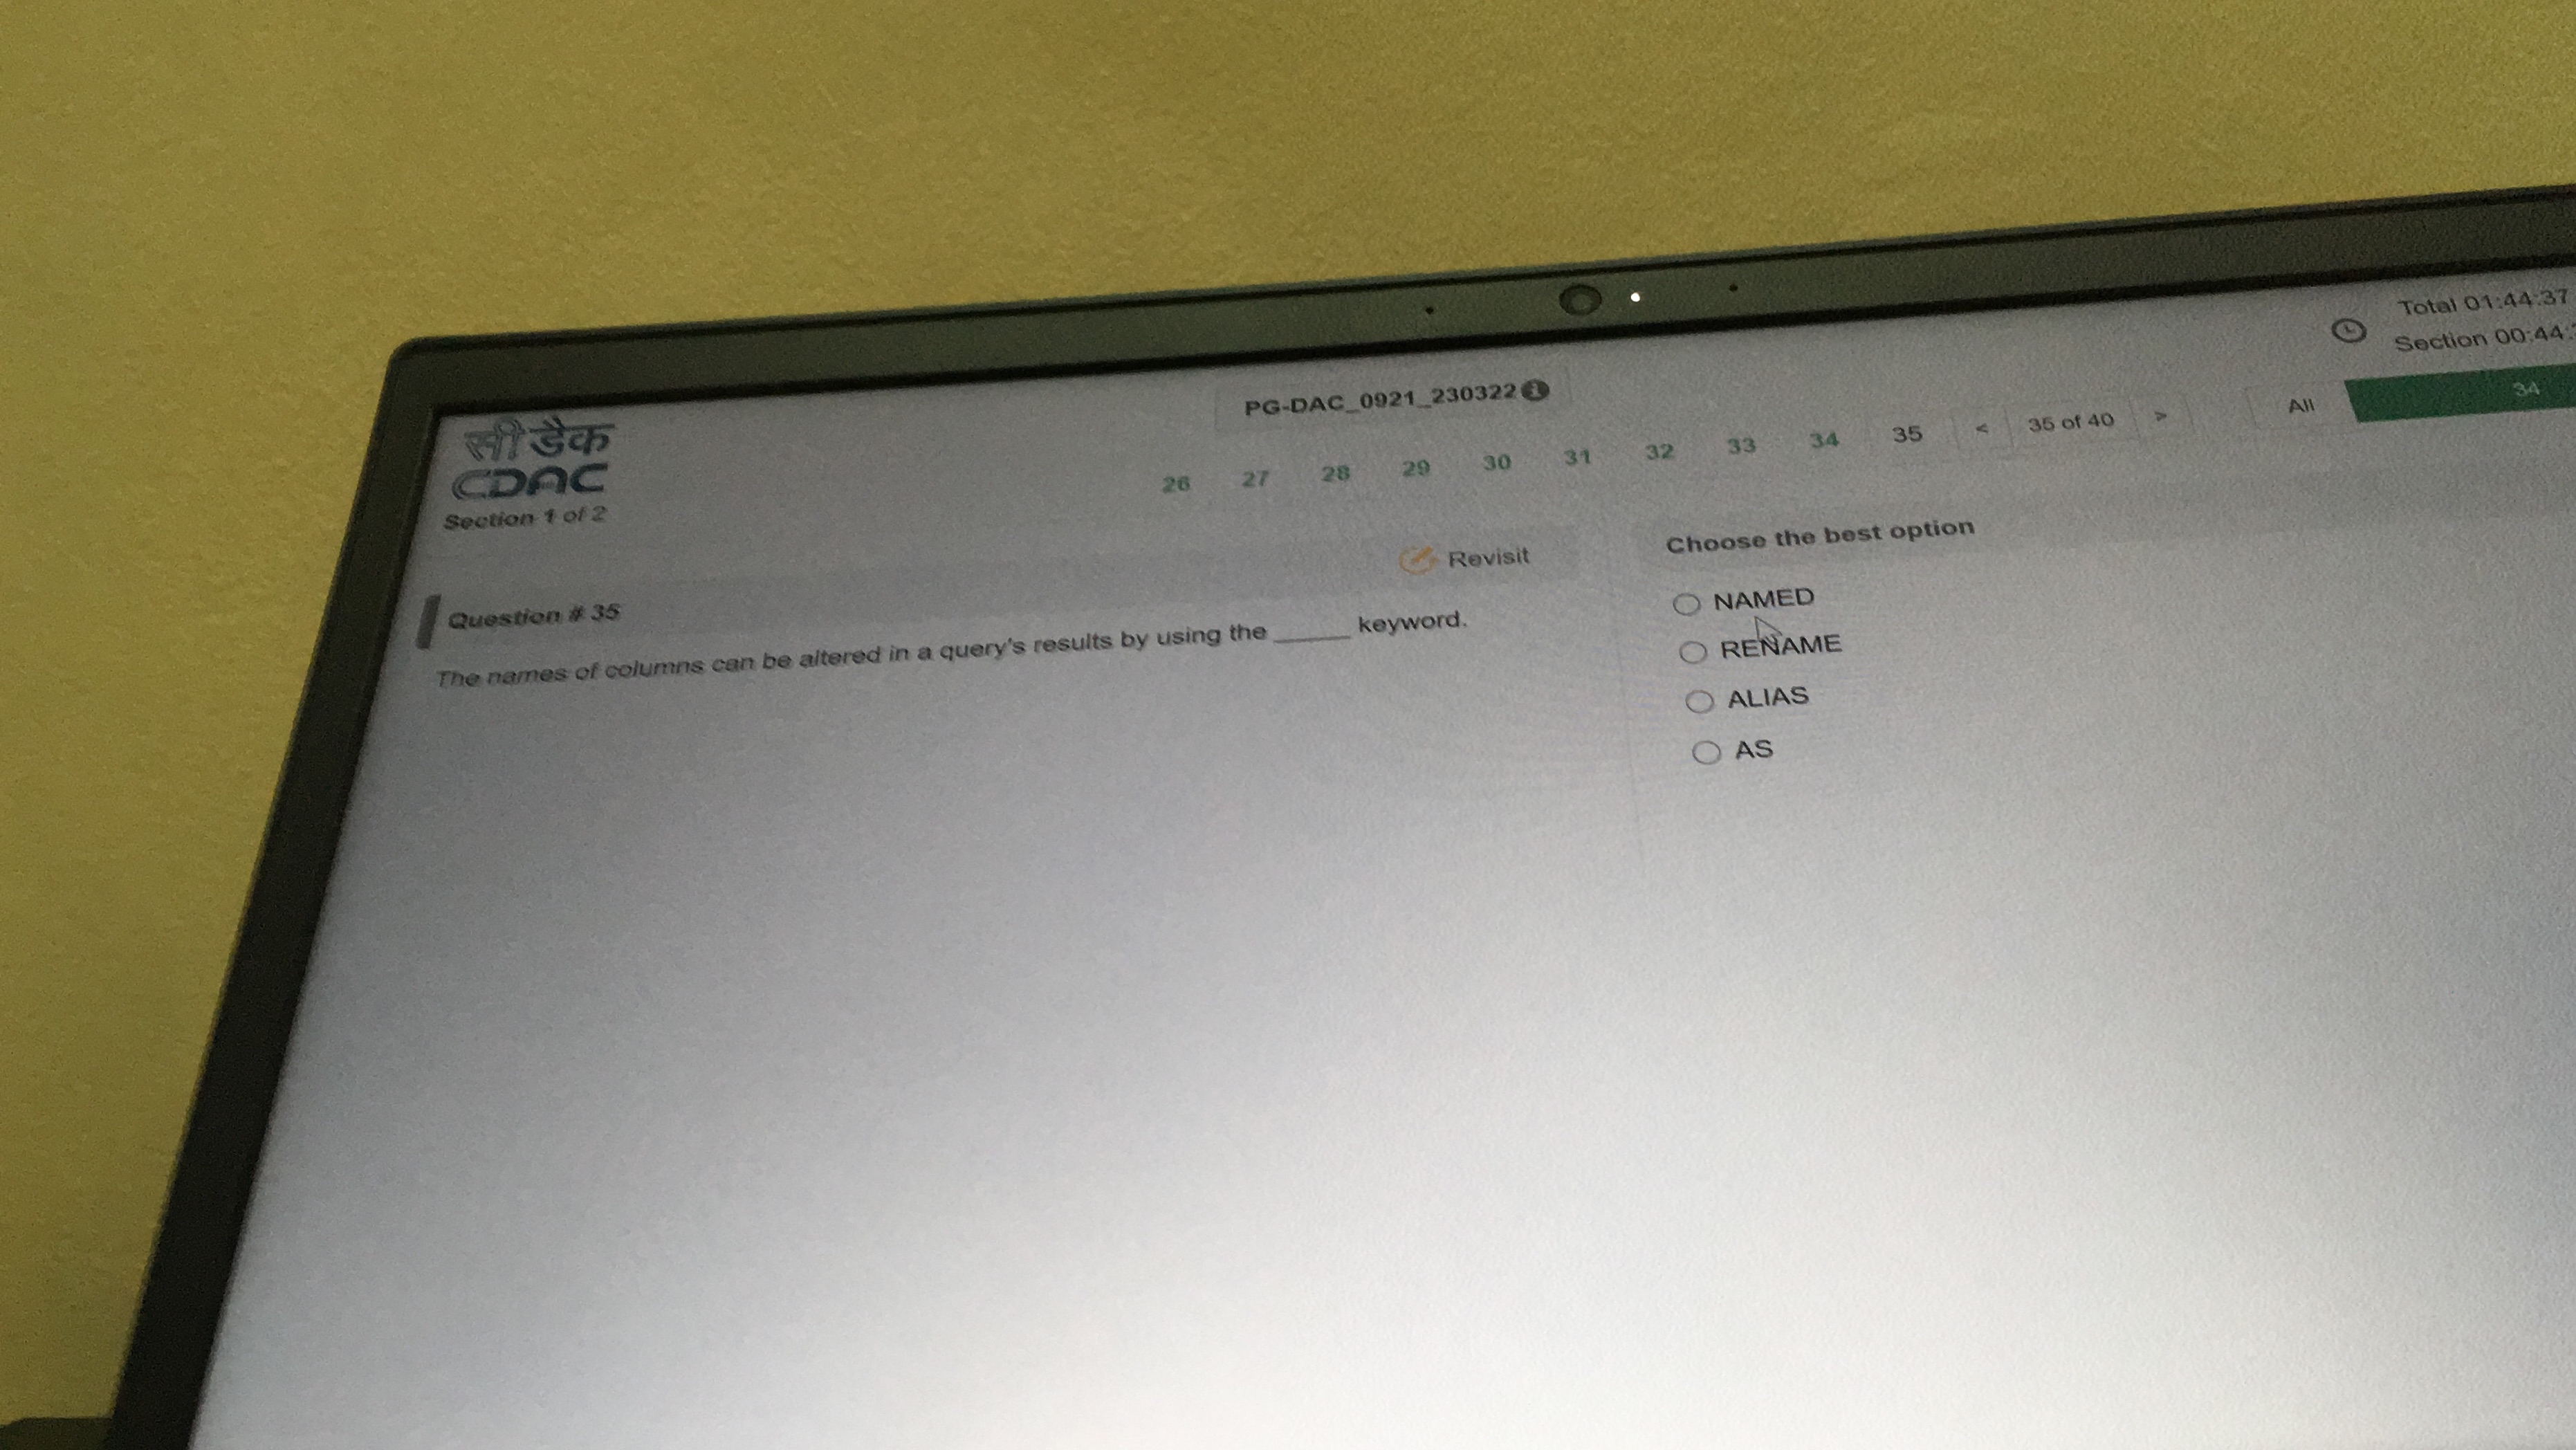 सी डैक
CDAC
Section 1 of 2
PG-DAC_0921_230322
Total 01:44:37
Section 00:44:
26 27 28 29 30 31 32 33 34 35 < 35 of 40 > All 34
Revisit
Question # 35
The names of columns can be altered in a query's results by using the ______ keyword.
Choose the best option
NAMED
RENAME
ALIAS
AS